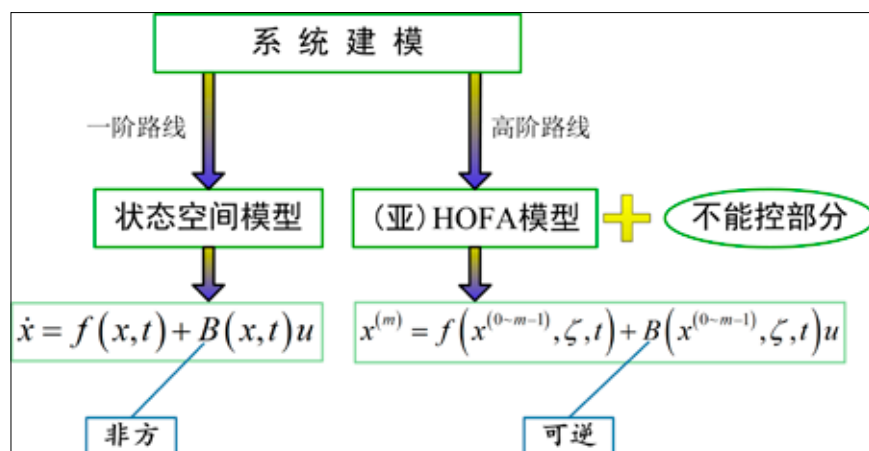 系统建模
一阶路线
高阶路线
状态空间模型
(亚)HOFA模型
+
不能控部分
ẋ = f(x,t) + B(x,t)u
x^(m) = f(x^(0~m-1), ζ, t) + B(x^(0~m-1), ζ, t)u
非方
可逆